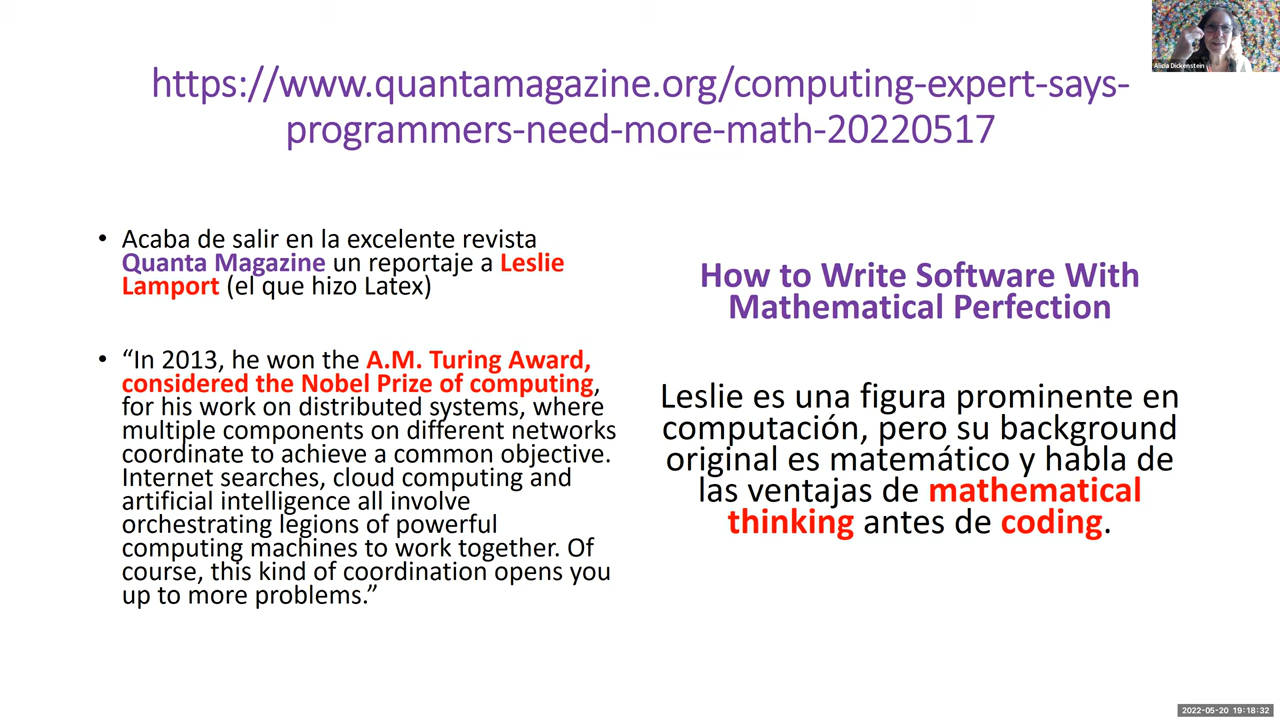 https://www.quantamagazine.org/computing-expert-says-
programmers-need-more-math-20220517
Alicia Dickenstein
• Acaba de salir en la excelente revista
Quanta Magazine un reportaje a Leslie
Lamport (el que hizo Latex)
• “In 2013, he won the A.M. Turing Award,
considered the Nobel Prize of computing,
for his work on distributed systems, where
multiple components on different networks
coordinate to achieve a common objective.
Internet searches, cloud computing and
artificial intelligence all involve
orchestrating legions of powerful
computing machines to work together. Of
course, this kind of coordination opens you
up to more problems.”
How to Write Software With
Mathematical Perfection
Leslie es una figura prominente en
computación, pero su background
original es matemático y habla de
las ventajas de mathematical
thinking antes de coding.
2022-05-20 19:18:32